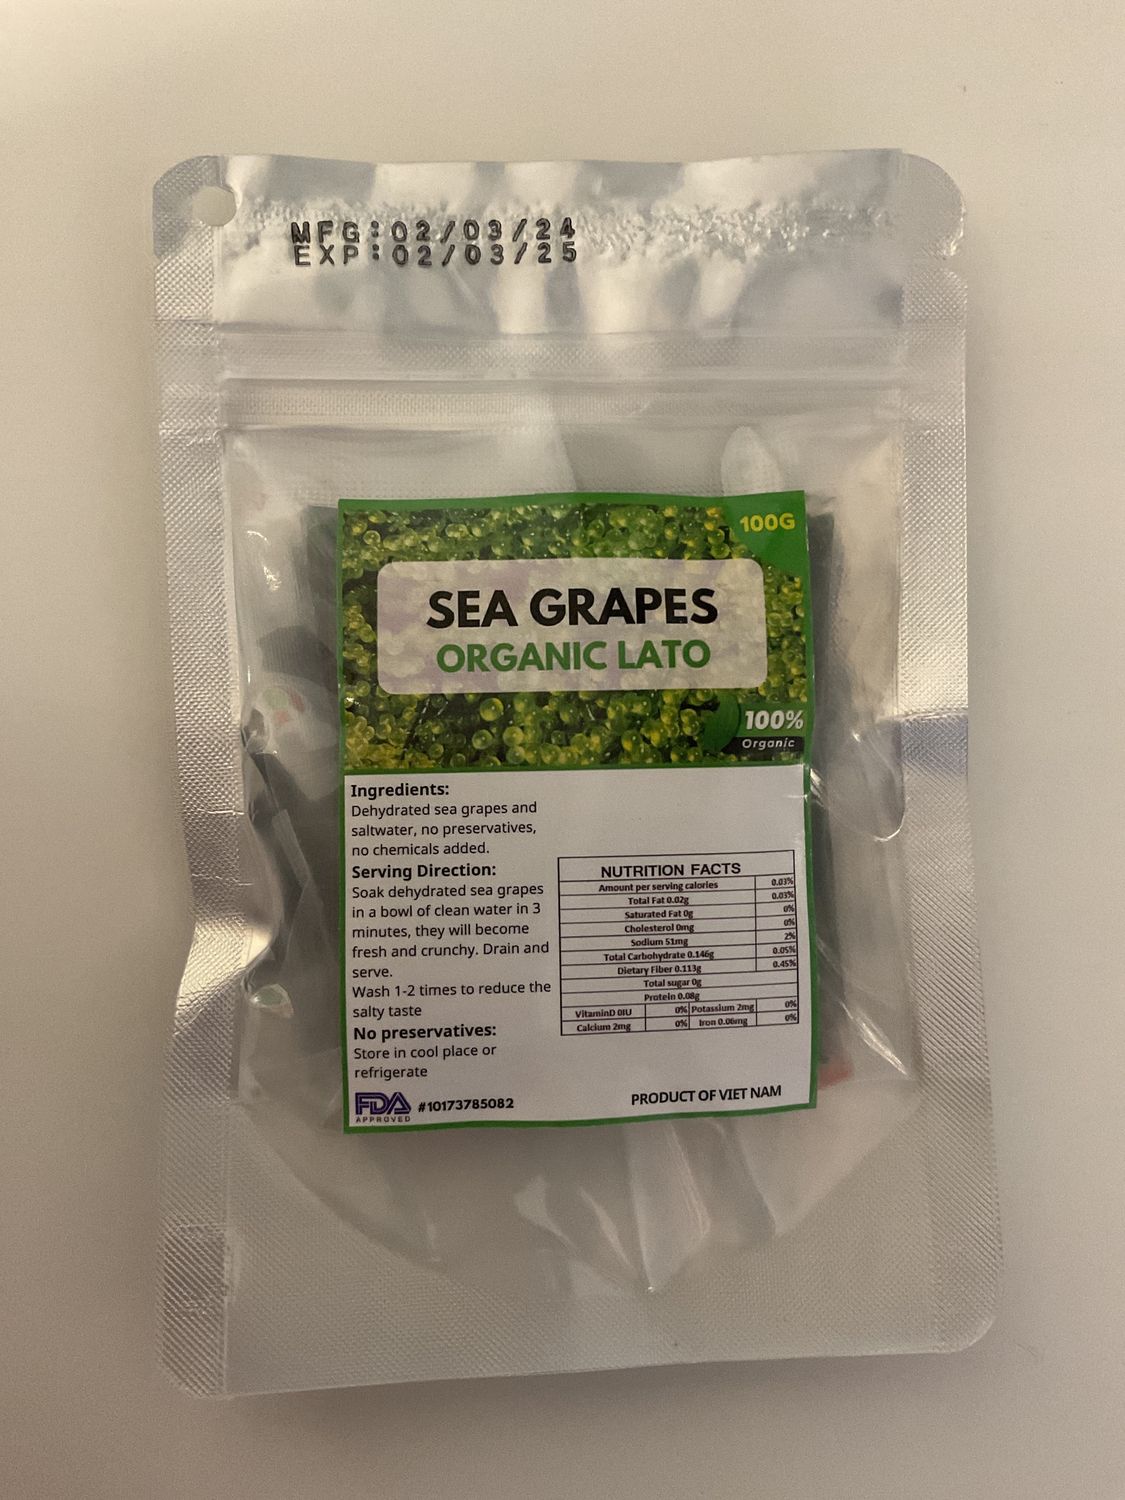 MFG:02/03/24
EXP:02/03/25
100G
SEA GRAPES
ORGANIC LATO
100%
Organic
Ingredients:
Dehydrated sea grapes and
saltwater, no preservatives,
no chemicals added.
Serving Direction:
Soak dehydrated sea grapes
in a bowl of clean water in 3
minutes, they will become
fresh and crunchy. Drain and
serve.
Wash 1-2 times to reduce the
salty taste
No preservatives:
Store in cool place or
refrigerate
FDA #10173785082
APPROVED
NUTRITION FACTS
Amount per serving calories 0.03%
Total Fat 0.02g 0.03%
Saturated Fat 0g 0%
Cholesterol 0mg 0%
Sodium 51mg 2%
Total Carbohydrate 0.146g 0.05%
Dietary Fiber 0.113g 0.45%
Total sugar 0g
Protein 0.08g
VitaminD 0IU 0% Potassium 2mg 0%
Calcium 2mg 0% Iron 0.06mg 0%
PRODUCT OF VIET NAM